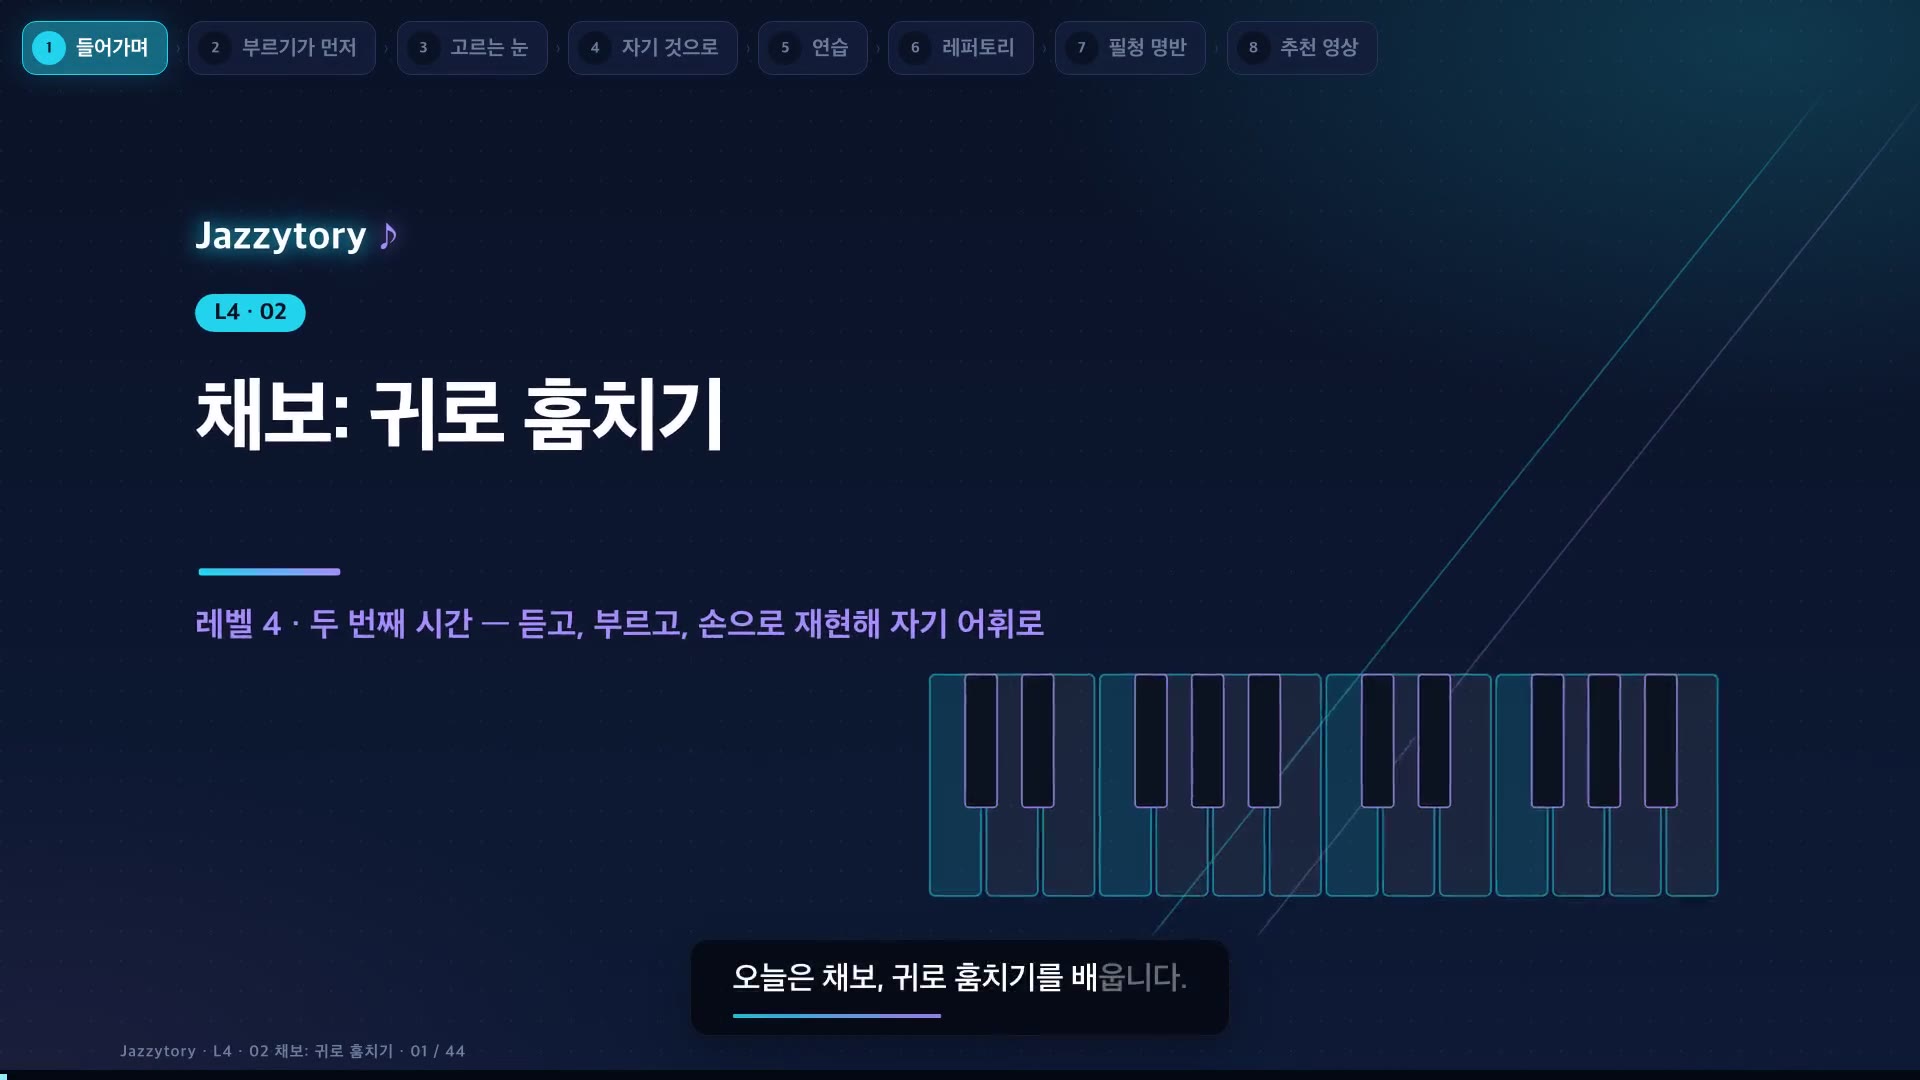 1 들어가며 › 2 부르기가 먼저 › 3 고르는 눈 › 4 자기 것으로 › 5 연습 › 6 레퍼토리 › 7 필청 명반 › 8 추천 영상
Jazzytory ♪
L4 · 02
채보: 귀로 훔치기
레벨 4 · 두 번째 시간 — 듣고, 부르고, 손으로 재현해 자기 어휘로
오늘은 채보, 귀로 훔치기를 배웁니다.
Jazzytory · L4 · 02 채보: 귀로 훔치기 · 01 / 44